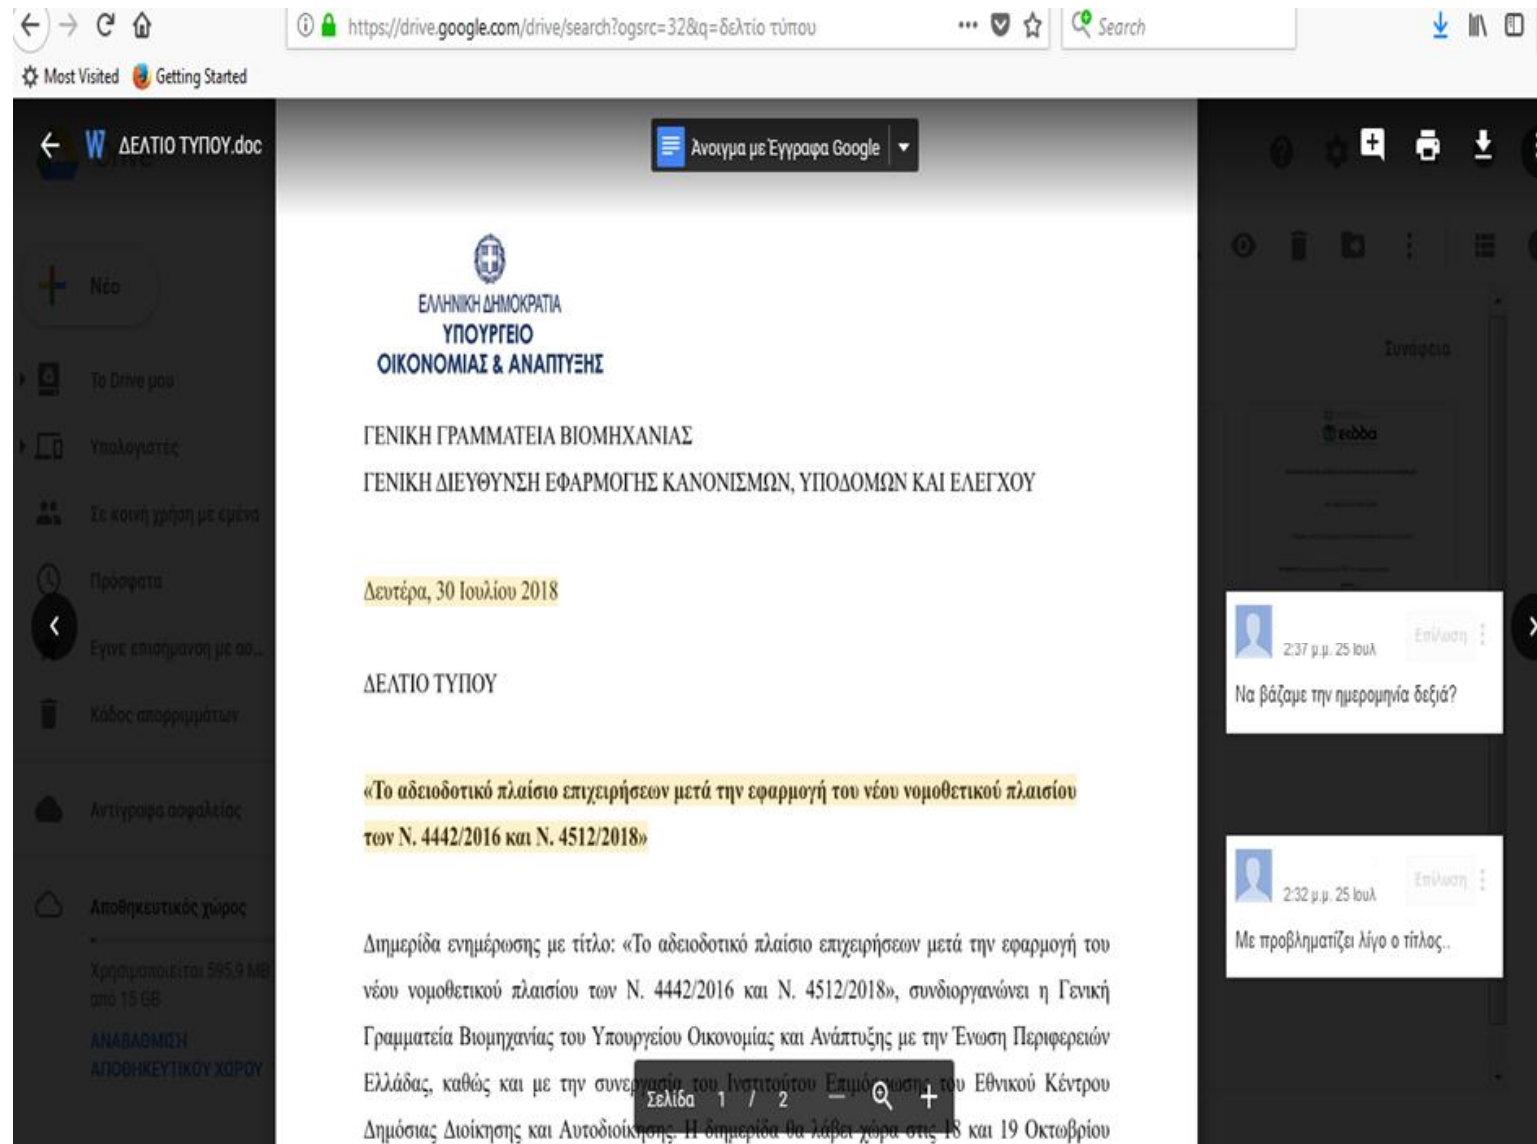 https://drive.google.com/drive/search?ogsrc=32&q=δελτίο τύπου
Search
Most Visited
Getting Started
W ΔΕΛΤΙΟ ΤΥΠΟΥ.doc
Άνοιγμα με Έγγραφα Google
ΕΛΛΗΝΙΚΗ ΔΗΜΟΚΡΑΤΙΑ
ΥΠΟΥΡΓΕΙΟ
ΟΙΚΟΝΟΜΙΑΣ & ΑΝΑΠΤΥΞΗΣ
ΓΕΝΙΚΗ ΓΡΑΜΜΑΤΕΙΑ ΒΙΟΜΗΧΑΝΙΑΣ
ΓΕΝΙΚΗ ΔΙΕΥΘΥΝΣΗ ΕΦΑΡΜΟΓΗΣ ΚΑΝΟΝΙΣΜΩΝ, ΥΠΟΔΟΜΩΝ ΚΑΙ ΕΛΕΓΧΟΥ
Δευτέρα, 30 Ιουλίου 2018
ΔΕΛΤΙΟ ΤΥΠΟΥ
«Το αδειοδοτικό πλαίσιο επιχειρήσεων μετά την εφαρμογή του νέου νομοθετικού πλαισίου
των Ν. 4442/2016 και Ν. 4512/2018»
Διημερίδα ενημέρωσης με τίτλο: «Το αδειοδοτικό πλαίσιο επιχειρήσεων μετά την εφαρμογή του
νέου νομοθετικού πλαισίου των Ν. 4442/2016 και Ν. 4512/2018», συνδιοργανώνει η Γενική
Γραμματεία Βιομηχανίας του Υπουργείου Οικονομίας και Ανάπτυξης με την Ένωση Περιφερειών
Ελλάδας, καθώς και με την συνεργασία του Ινστιτούτου Επιμόρφωσης του Εθνικού Κέντρου
Δημόσιας Διοίκησης και Αυτοδιοίκησης. Η διημερίδα θα λάβει χώρα στις 18 και 19 Οκτωβρίου
Σελίδα 1 / 2
Νέο
Το Drive μου
Υπολογιστές
Σε κοινή χρήση με εμένα
Πρόσφατα
Έγινε επισήμανση με ασ...
Κάδος απορριμμάτων
Αντίγραφα ασφαλείας
Αποθηκευτικός χώρος
Χρησιμοποιείται 595,9 MB
από 15 GB
ΑΝΑΒΑΘΜΙΣΗ
ΑΠΟΘΗΚΕΥΤΙΚΟΥ ΧΩΡΟΥ
Συνάφεια
εκδδα
2:37 μ.μ. 25 Ιουλ
Επίλυση
Να βάζαμε την ημερομηνία δεξιά?
2:32 μ.μ. 25 Ιουλ
Επίλυση
Με προβληματίζει λίγο ο τίτλος..